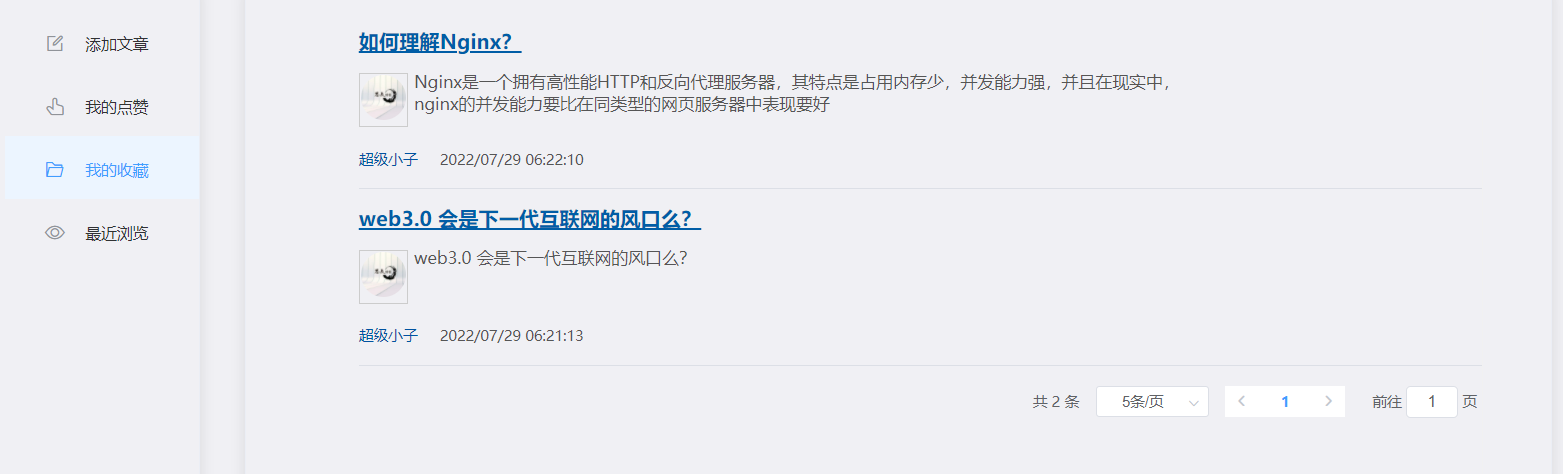 添加文章
我的点赞
我的收藏
最近浏览
如何理解Nginx？
Nginx是一个拥有高性能HTTP和反向代理服务器，其特点是占用内存少，并发能力强，并且在现实中，
nginx的并发能力要比在同类型的网页服务器中表现要好
超级小子 2022/07/29 06:22:10
web3.0 会是下一代互联网的风口么？
web3.0 会是下一代互联网的风口么？
超级小子 2022/07/29 06:21:13
共 2 条 5条/页 1 前往 1 页